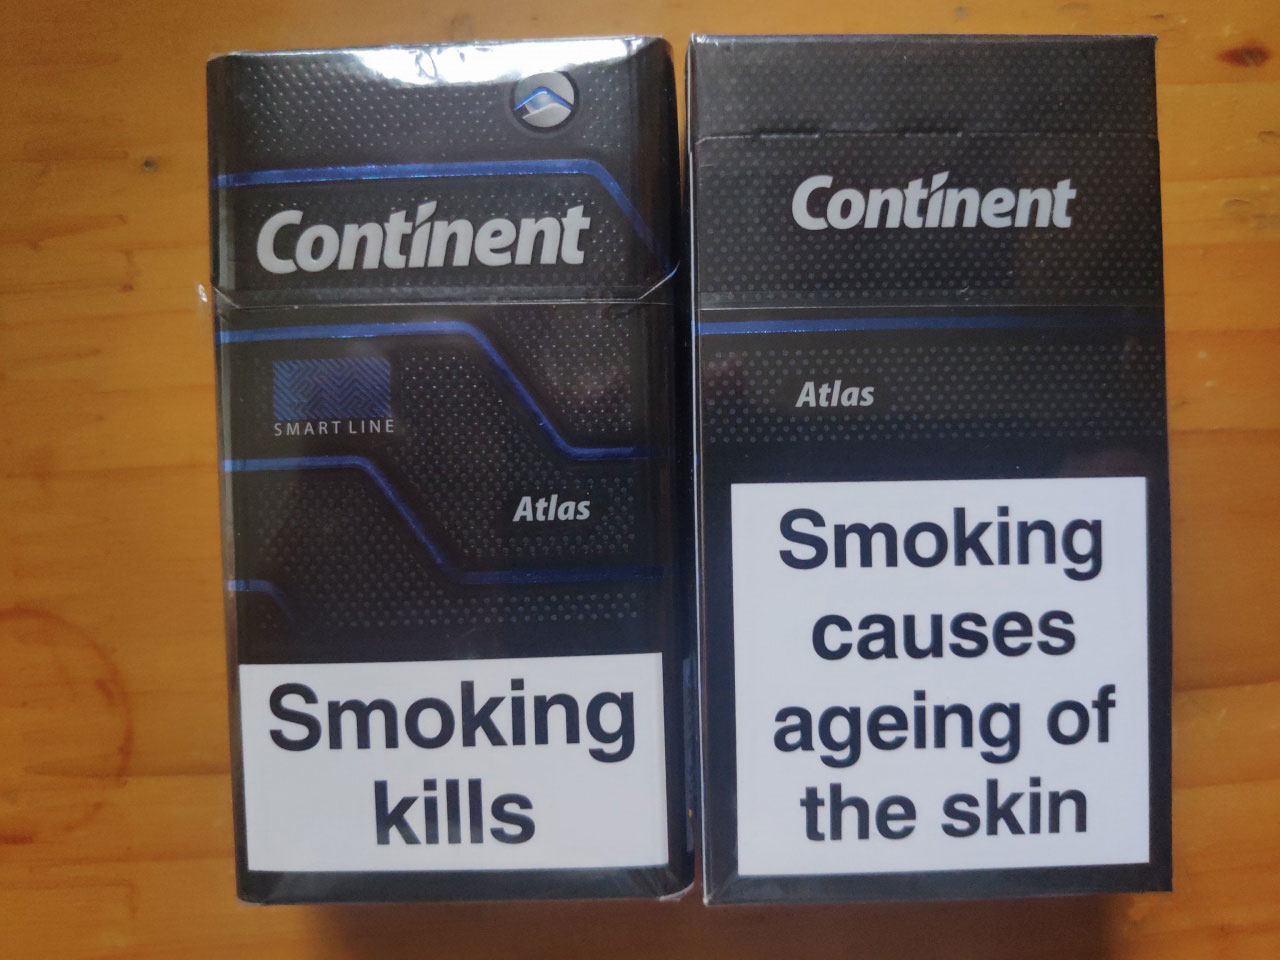 Continent
SMART LINE
Atlas
Smoking
kills
Continent
Atlas
Smoking
causes
ageing of
the skin